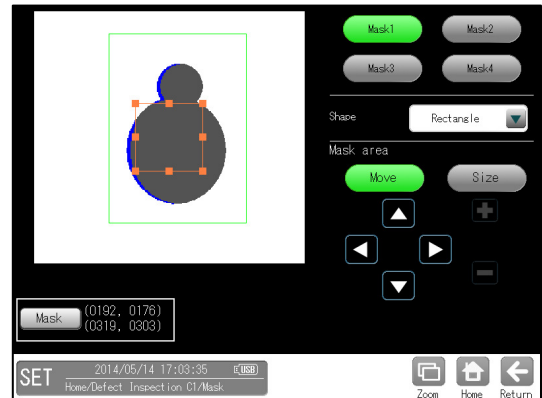 Mask1 Mask2
Mask3 Mask4
Shape Rectangle
Mask area
Move Size
Mask (0192, 0176)
(0319, 0303)
SET 2014/05/14 17:03:35 USB
Home/Defect Inspection C1/Mask
Zoom Home Return